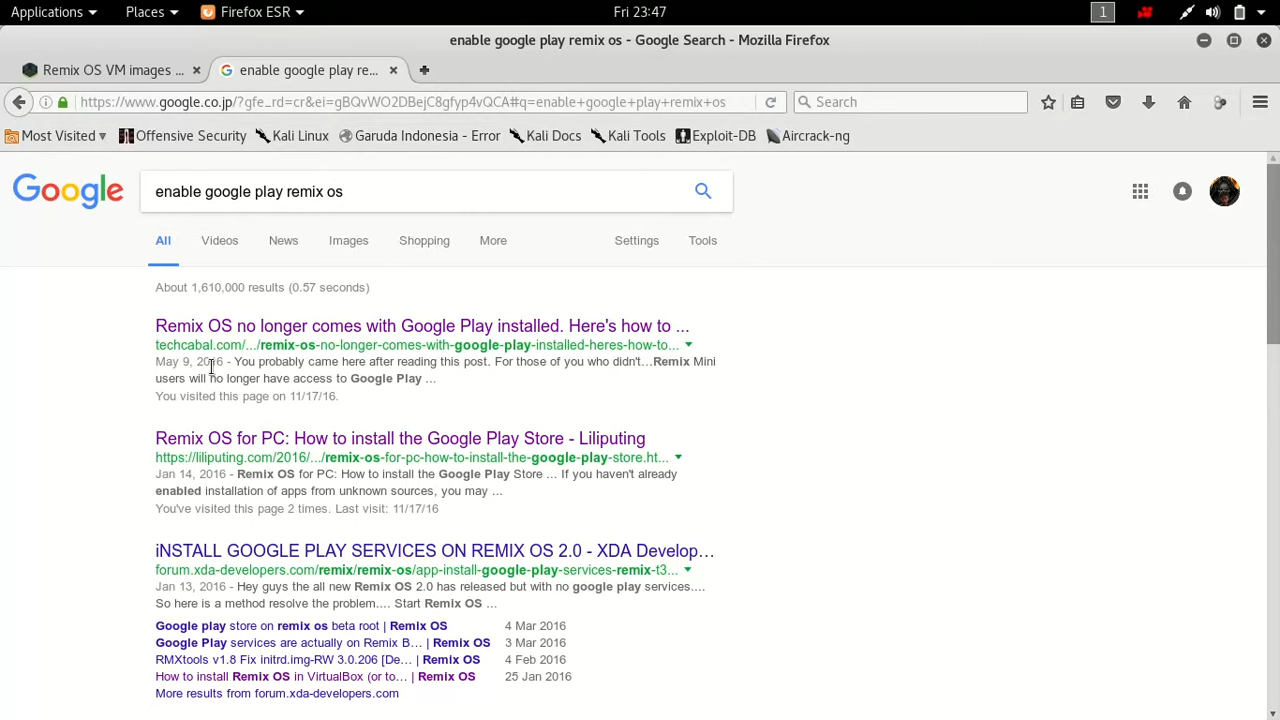 Applications Places Firefox ESR Fri 23:47 1
enable google play remix os - Google Search - Mozilla Firefox
Remix OS VM images ... enable google play re...
https://www.google.co.jp/?gfe_rd=cr&ei=gBQvWO2DBejC8gfyp4vQCA#q=enable+google+play+remix+os Search
Most Visited Offensive Security Kali Linux Garuda Indonesia - Error Kali Docs Kali Tools Exploit-DB Aircrack-ng
Google enable google play remix os
All Videos News Images Shopping More Settings Tools
About 1,610,000 results (0.57 seconds)
Remix OS no longer comes with Google Play installed. Here's how to ...
techcabal.com/.../remix-os-no-longer-comes-with-google-play-installed-heres-how-to...
May 9, 2016 - You probably came here after reading this post. For those of you who didn't...Remix Mini
users will no longer have access to Google Play ...
You visited this page on 11/17/16.
Remix OS for PC: How to install the Google Play Store - Liliputing
https://liliputing.com/2016/.../remix-os-for-pc-how-to-install-the-google-play-store.ht...
Jan 14, 2016 - Remix OS for PC: How to install the Google Play Store ... If you haven't already
enabled installation of apps from unknown sources, you may ...
You've visited this page 2 times. Last visit: 11/17/16
iNSTALL GOOGLE PLAY SERVICES ON REMIX OS 2.0 - XDA Develop...
forum.xda-developers.com/remix/remix-os/app-install-google-play-services-remix-t3...
Jan 13, 2016 - Hey guys the all new Remix OS 2.0 has released but with no google play services....
So here is a method resolve the problem.... Start Remix OS ...
Google play store on remix os beta root | Remix OS 4 Mar 2016
Google Play services are actually on Remix B... | Remix OS 3 Mar 2016
RMXtools v1.8 Fix initrd.img-RW 3.0.206 [De... | Remix OS 4 Feb 2016
How to install Remix OS in VirtualBox (or to... | Remix OS 25 Jan 2016
More results from forum.xda-developers.com